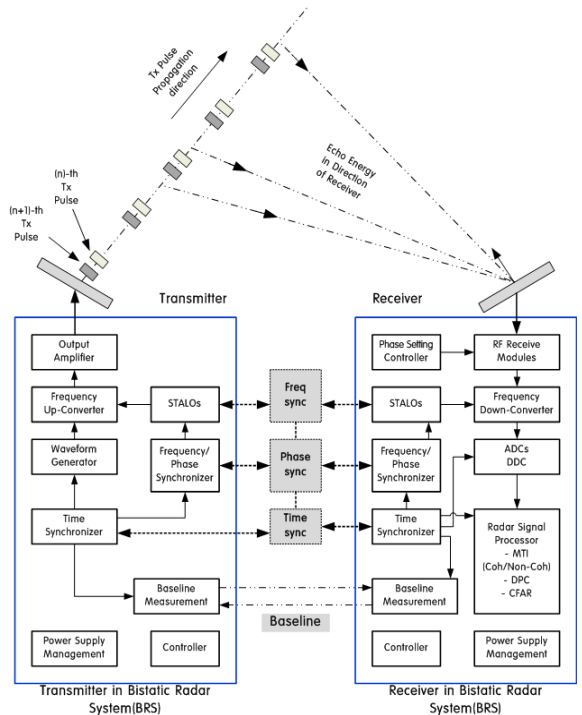 Tx Pulse
Propagation
direction
(n)-th
Tx
Pulse
(n+1)-th
Tx
Pulse
Echo Energy
in Direction
of Receiver
Transmitter
Receiver
Output
Amplifier
Frequency
Up-Converter
STALOs
Waveform
Generator
Frequency/
Phase
Synchronizer
Time
Synchronizer
Baseline
Measurement
Power Supply
Management
Controller
Transmitter in Bistatic Radar
System(BRS)
Freq
sync
Phase
sync
Time
sync
Baseline
Phase Setting
Controller
RF Receive
Modules
STALOs
Frequency
Down-Converter
Frequency/
Phase
Synchronizer
ADCs
DDC
Time
Synchronizer
Radar Signal
Processor
- MTI
(Coh/Non-Coh)
- DPC
- CFAR
Baseline
Measurement
Controller
Power Supply
Management
Receiver in Bistatic Radar
System(BRS)